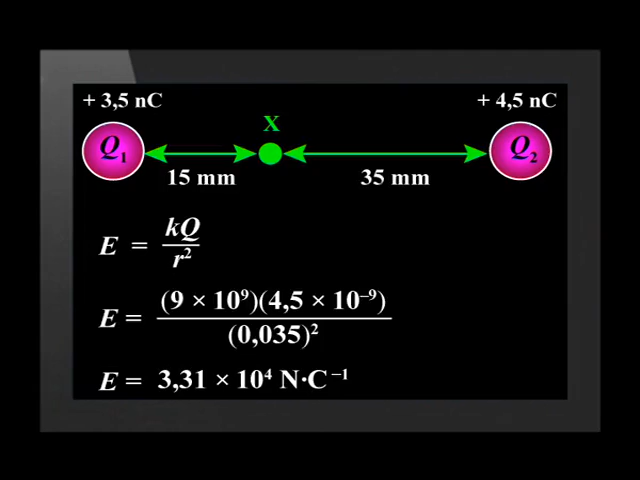 + 3,5 nC
+ 4,5 nC
X
Q₁
Q₂
15 mm
35 mm
E = kQ / r²
E = (9 × 10⁹)(4,5 × 10⁻⁹) / (0,035)²
E = 3,31 × 10⁴ N·C⁻¹